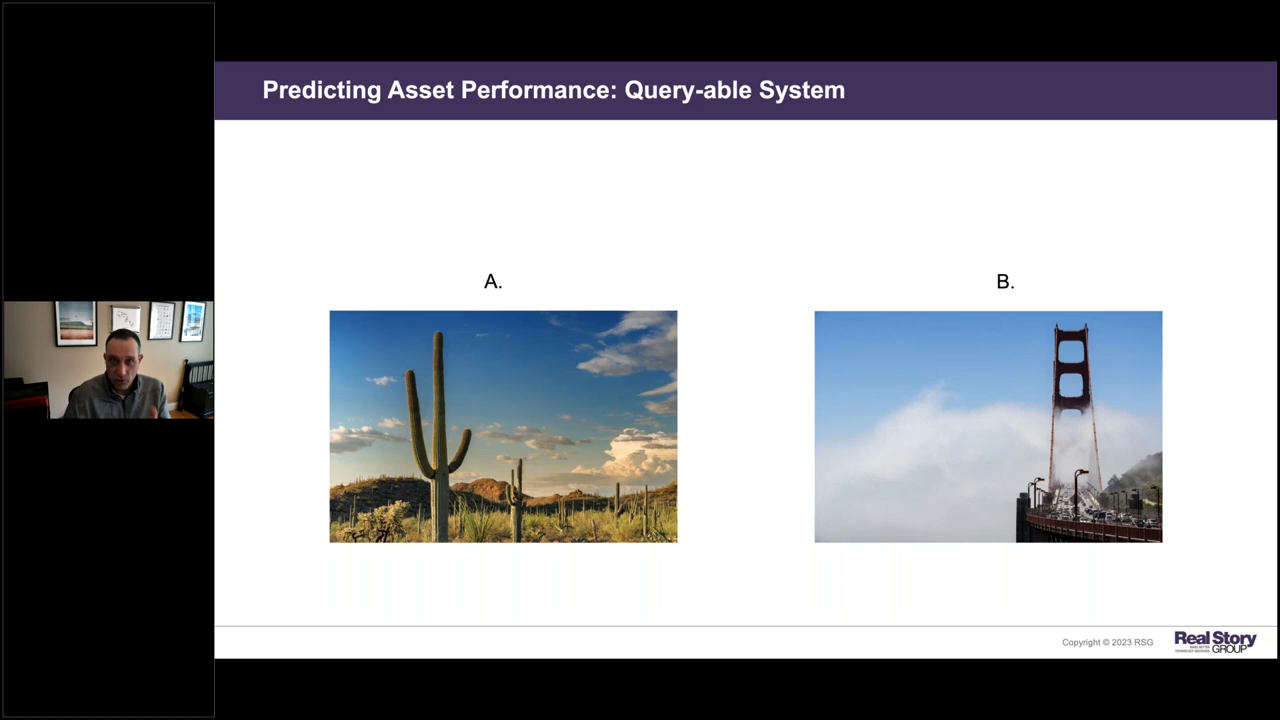 Predicting Asset Performance: Query-able System
A.
B.
Copyright © 2023 RSG
Real Story
GROUP